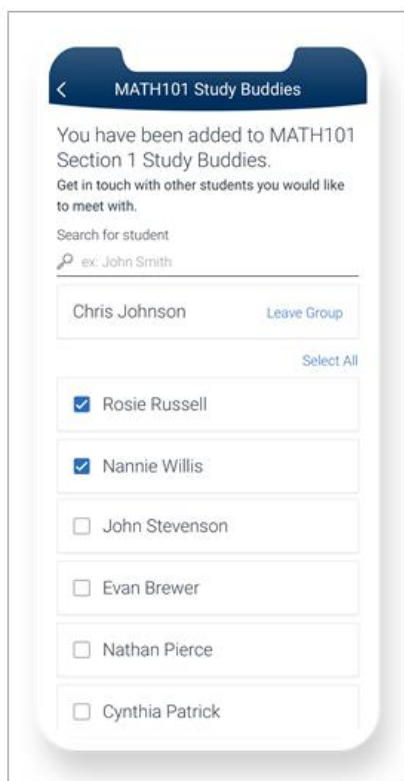 MATH101 Study Buddies
You have been added to MATH101
Section 1 Study Buddies.
Get in touch with other students you would like
to meet with.
Search for student
ex: John Smith
Chris Johnson Leave Group
Select All
Rosie Russell
Nannie Willis
John Stevenson
Evan Brewer
Nathan Pierce
Cynthia Patrick